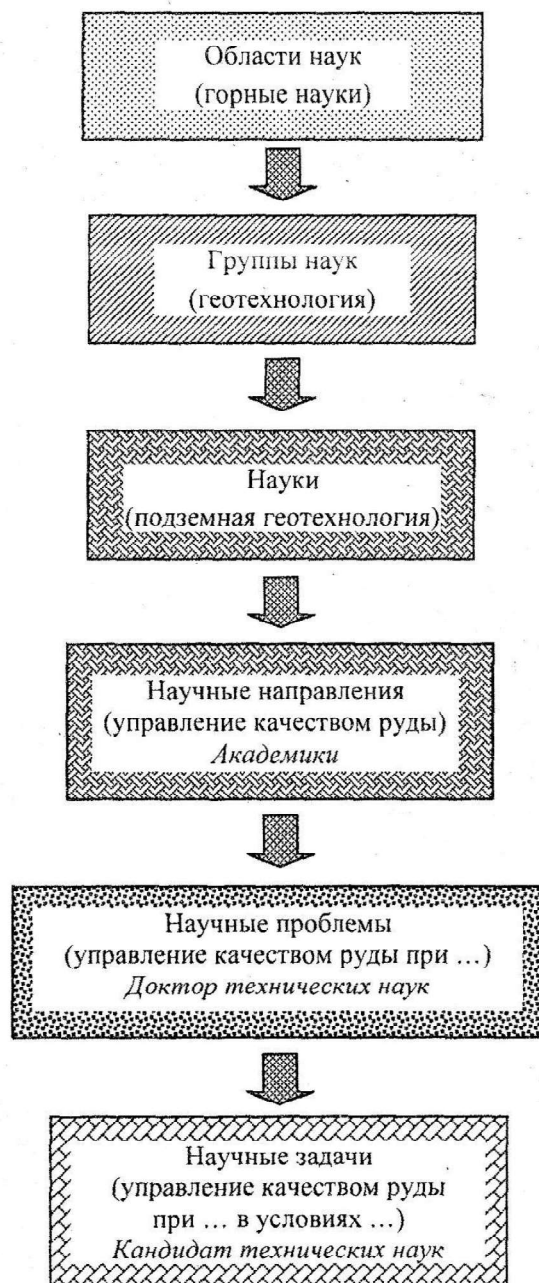 Области наук
(горные науки)
Группы наук
(геотехнология)
Науки
(подземная геотехнология)
Научные направления
(управление качеством руды)
Академики
Научные проблемы
(управление качеством руды при ...)
Доктор технических наук
Научные задачи
(управление качеством руды
при ... в условиях ...)
Кандидат технических наук